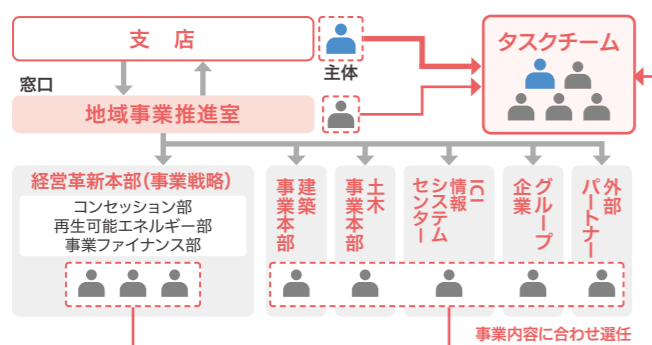 支店
主体
タスクチーム
窓口
地域事業推進室
経営革新本部(事業戦略)
コンセッション部
再生可能エネルギー部
事業ファイナンス部
建築
事業本部
土木
事業本部
ICI
情報
システム
センター
グループ
企業
外部
パートナー
事業内容に合わせ選任